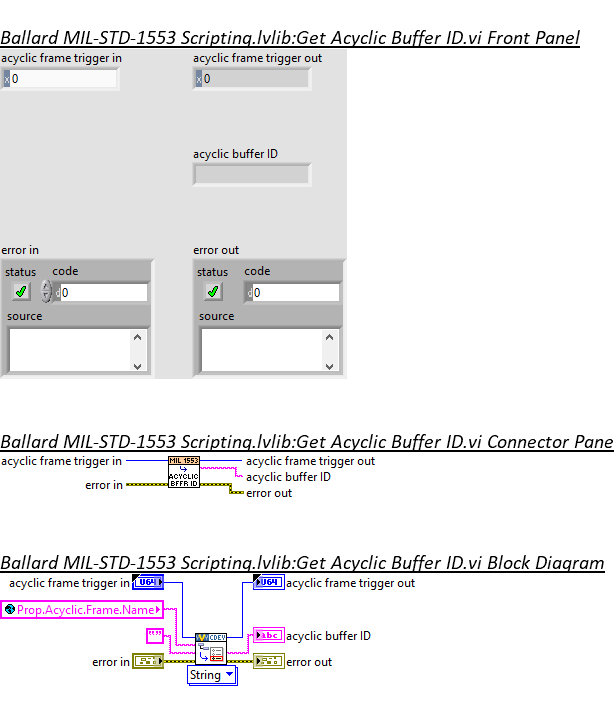 Ballard MIL-STD-1553 Scripting.lvlib:Get Acyclic Buffer ID.vi Front Panel
acyclic frame trigger in acyclic frame trigger out
x 0 x 0
acyclic buffer ID
error in error out
status code status code
d 0 d 0
source source
Ballard MIL-STD-1553 Scripting.lvlib:Get Acyclic Buffer ID.vi Connector Pane
acyclic frame trigger in MIL 1553 acyclic frame trigger out
acyclic buffer ID
error in ACYCLIC error out
BFFR ID
Ballard MIL-STD-1553 Scripting.lvlib:Get Acyclic Buffer ID.vi Block Diagram
acyclic frame trigger in U64 U64 acyclic frame trigger out
Prop.Acyclic.Frame.Name
"" CDEV abc acyclic buffer ID
error in error out
String